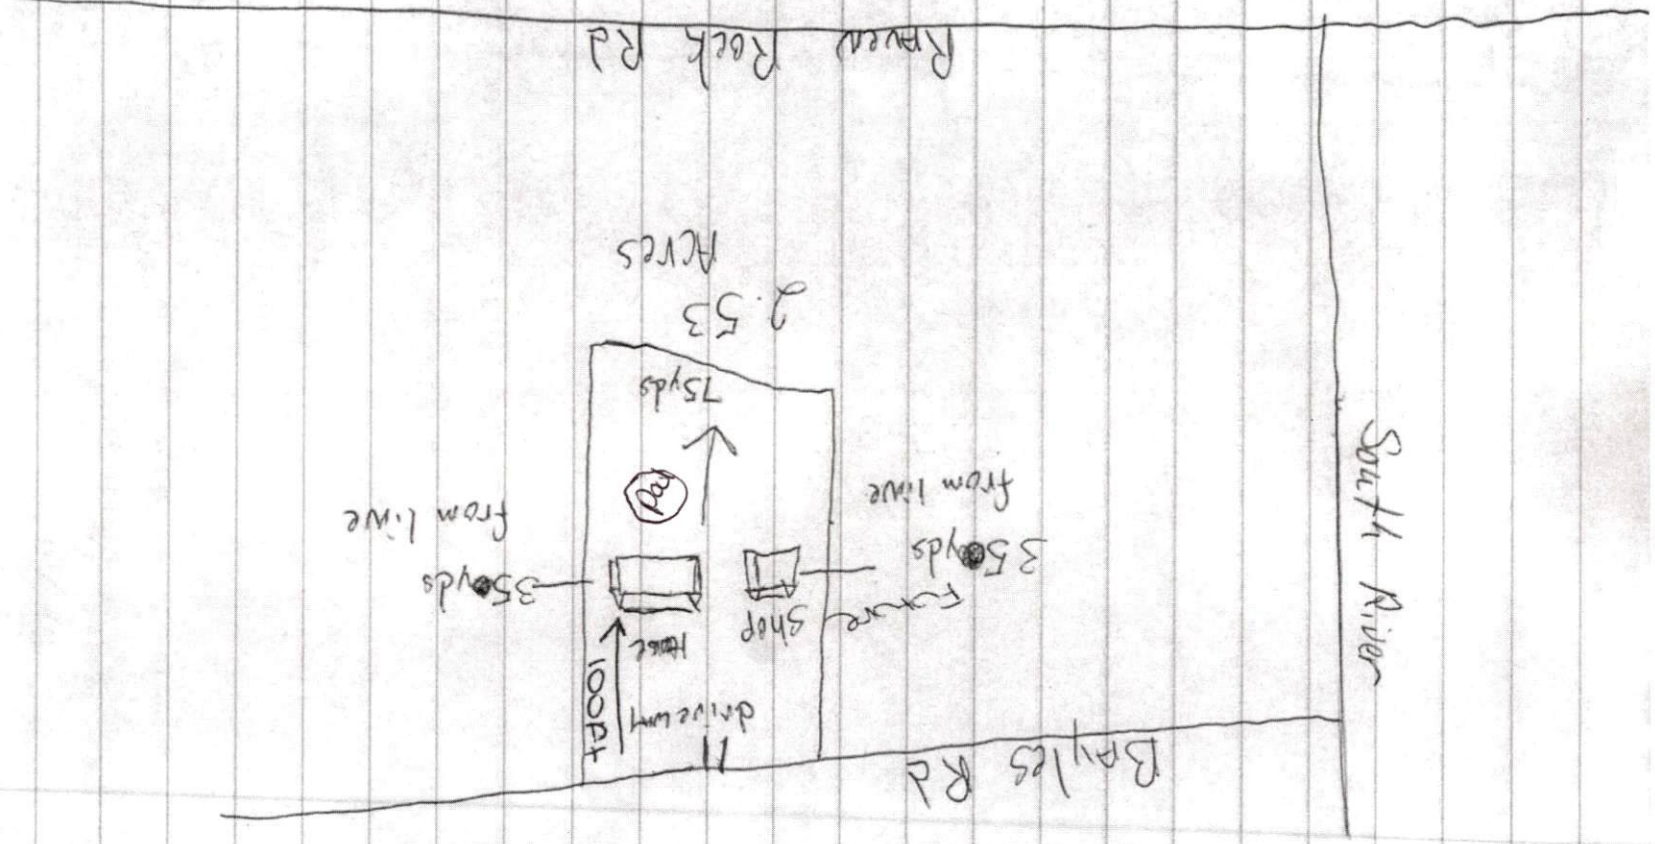 BAyles Rd
driveway
100Ft
South River
Future
Shop
House
35yds
from line
35yds
from line
75yds
2.53
Acres
Raven Rock Rd